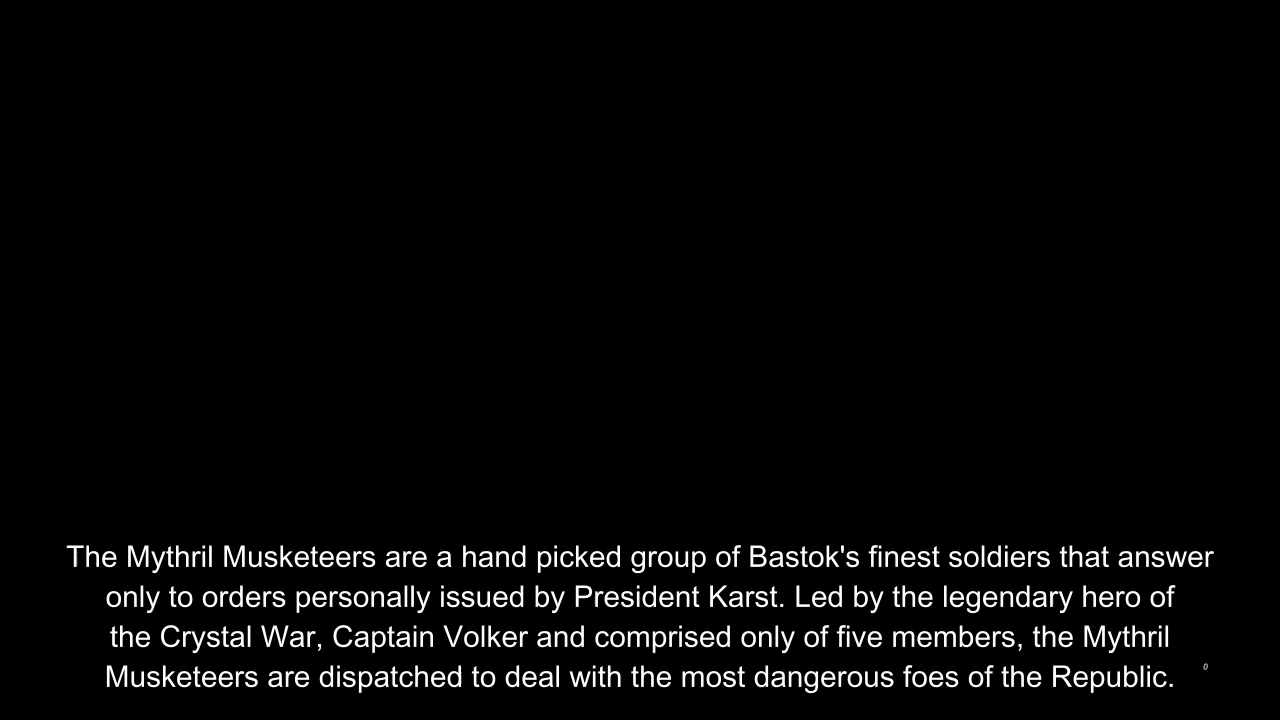 The Mythril Musketeers are a hand picked group of Bastok's finest soldiers that answer
only to orders personally issued by President Karst. Led by the legendary hero of
the Crystal War, Captain Volker and comprised only of five members, the Mythril
Musketeers are dispatched to deal with the most dangerous foes of the Republic.
0